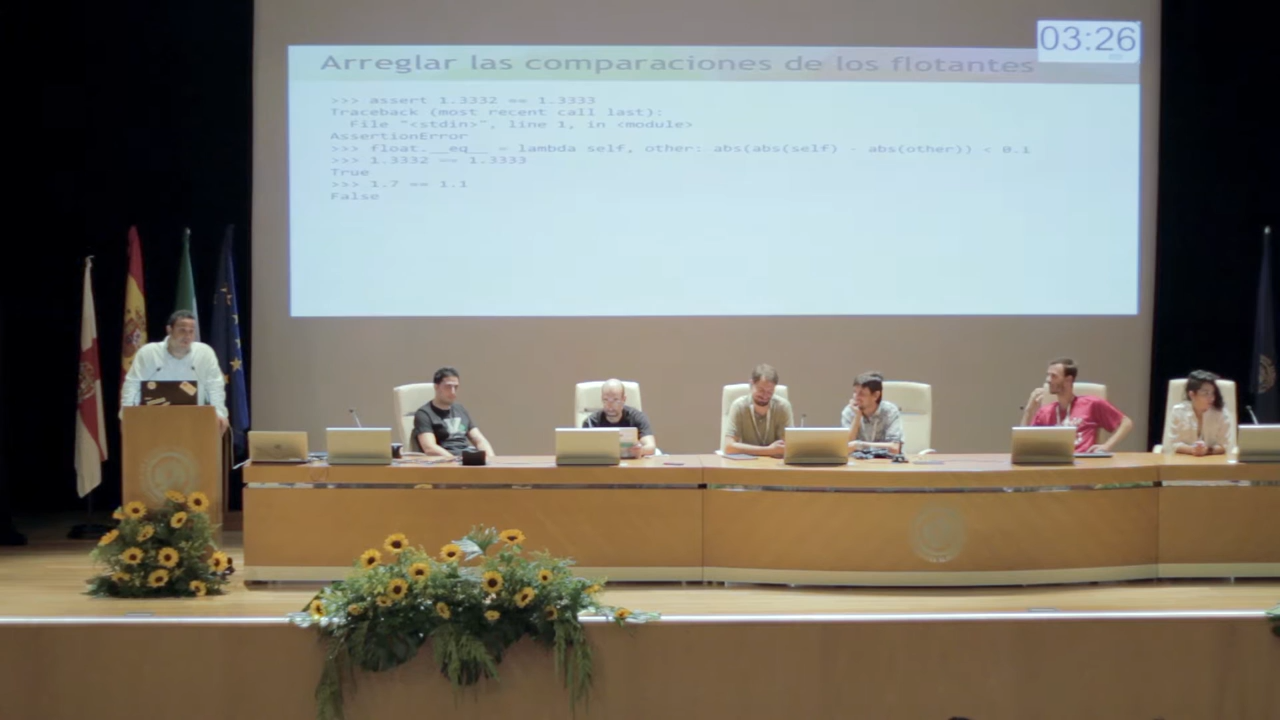 03:26
Arreglar las comparaciones de los flotantes
>>> assert 1.3332 == 1.3333
Traceback (most recent call last):
File "<stdin>", line 1, in <module>
AssertionError
>>> float.__eq__ = lambda self, other: abs(abs(self) - abs(other)) < 0.1
>>> 1.3332 == 1.3333
True
>>> 1.7 == 1.1
False